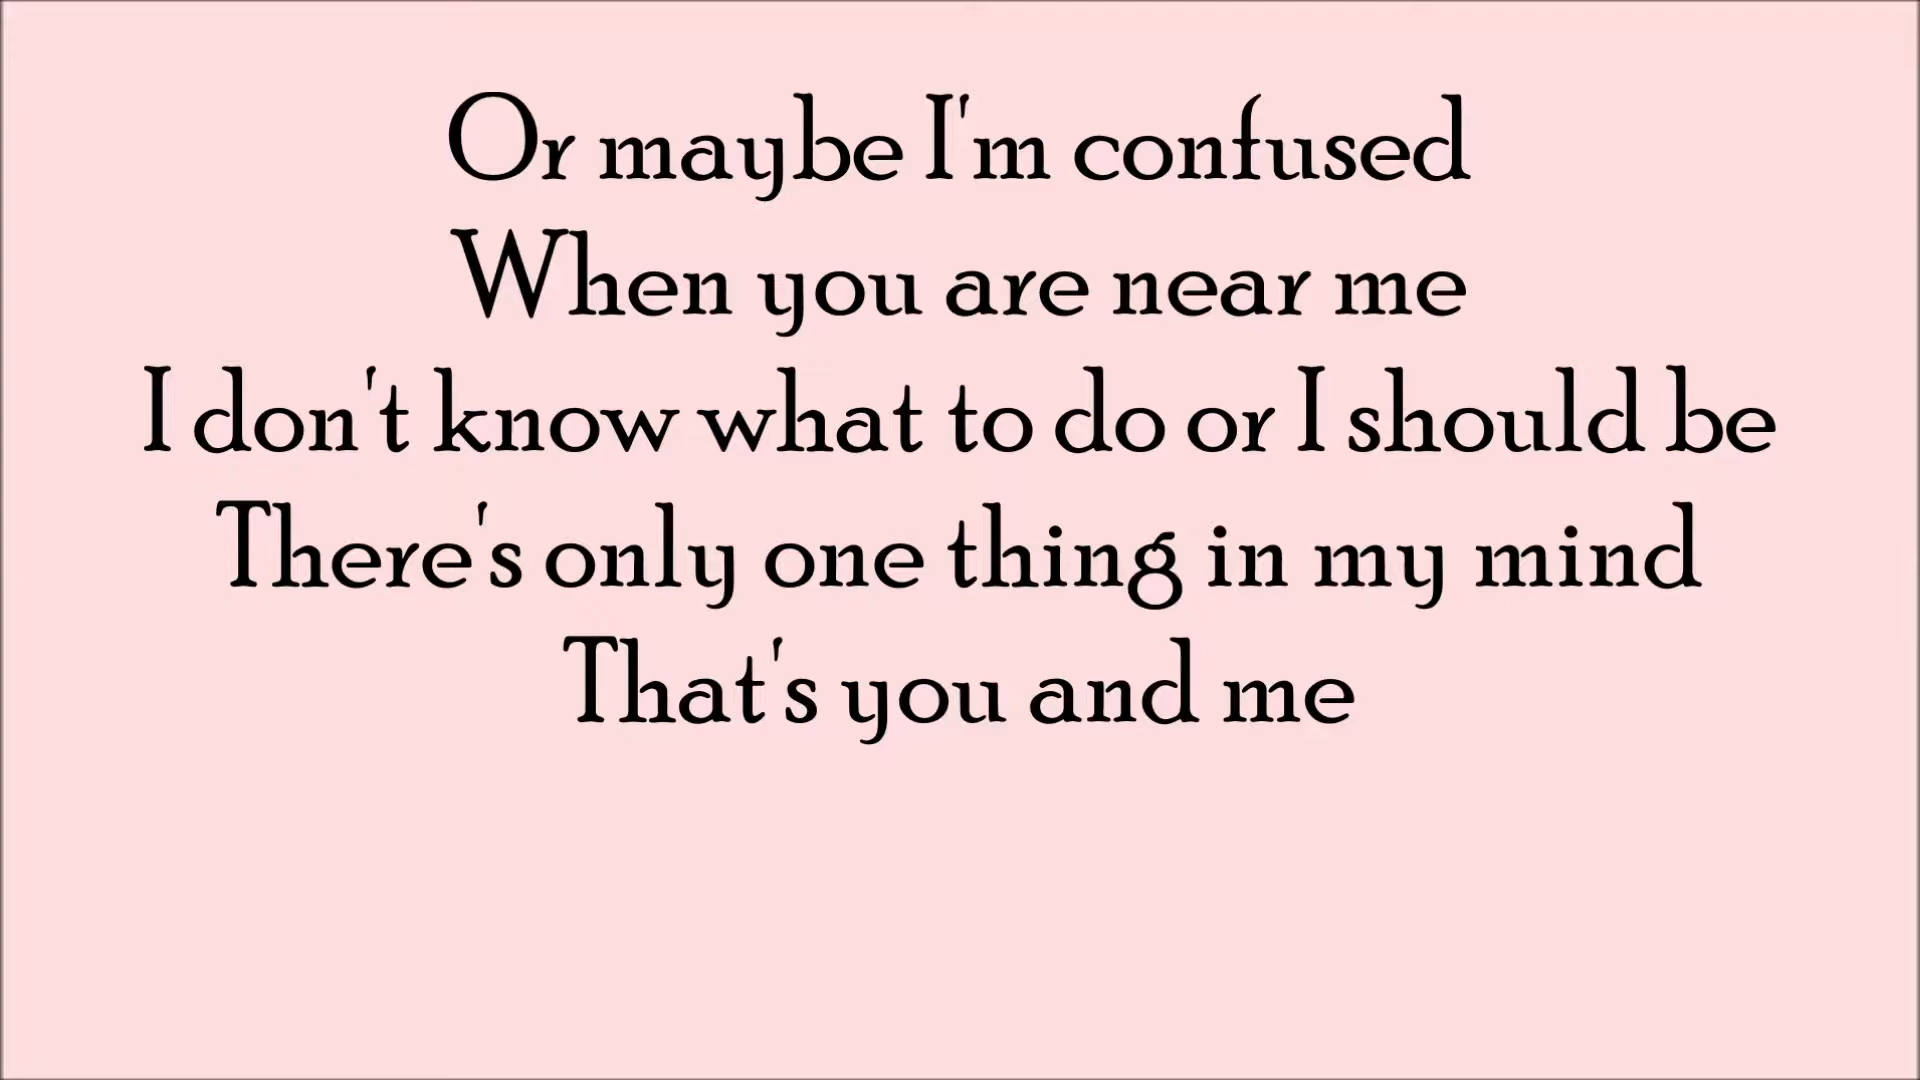 Or maybe I'm confused
When you are near me
I don't know what to do or I should be
There's only one thing in my mind
That's you and me